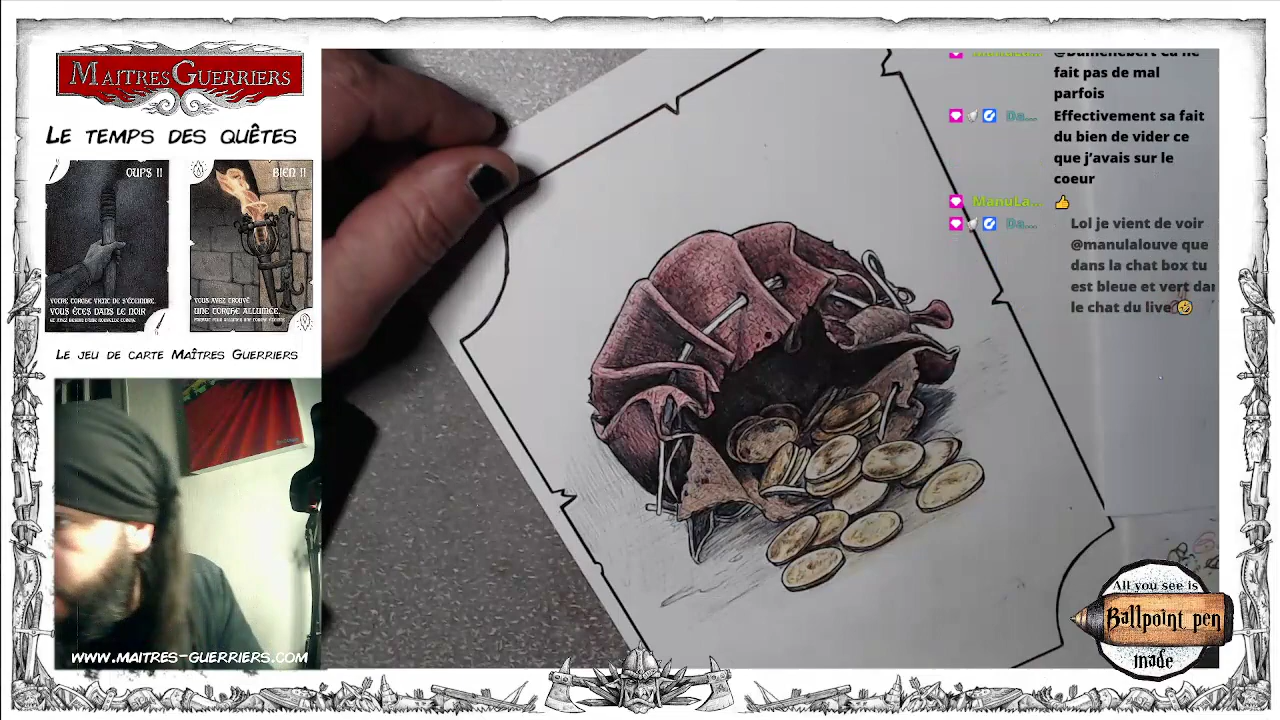 MAITRESGUERRIERS
LE TEMPS DES QUÊTES
OUPS !!
VOTRE TORCHE VIENT DE S'ÉTEINDRE.
VOUS ÊTES DANS LE NOIR
BIEN !!
VOUS AVEZ TROUVÉ
UNE TORCHE ALLUMÉE.
LE JEU DE CARTE MAÎTRES GUERRIERS
WWW.MAITRES-GUERRIERS.COM
fait pas de mal
parfois
Da... Effectivement sa fait
du bien de vider ce
que j'avais sur le
coeur
ManuLa...
Da... Lol je vient de voir
@manulalouve que
dans la chat box tu
est bleue et vert dan
le chat du live
All you see is
Ballpoint pen
made